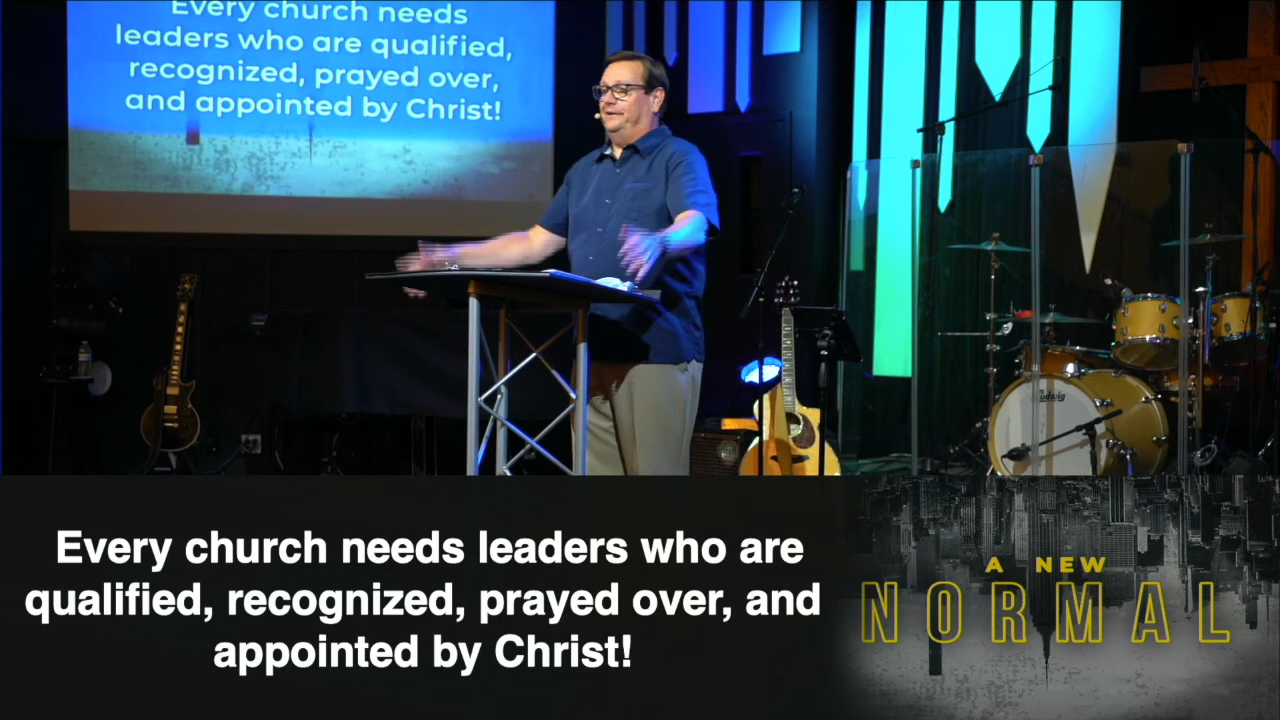 Every church needs
leaders who are qualified,
recognized, prayed over,
and appointed by Christ!
Ludwig
Every church needs leaders who are
qualified, recognized, prayed over, and
appointed by Christ!
A NEW
NORMAL